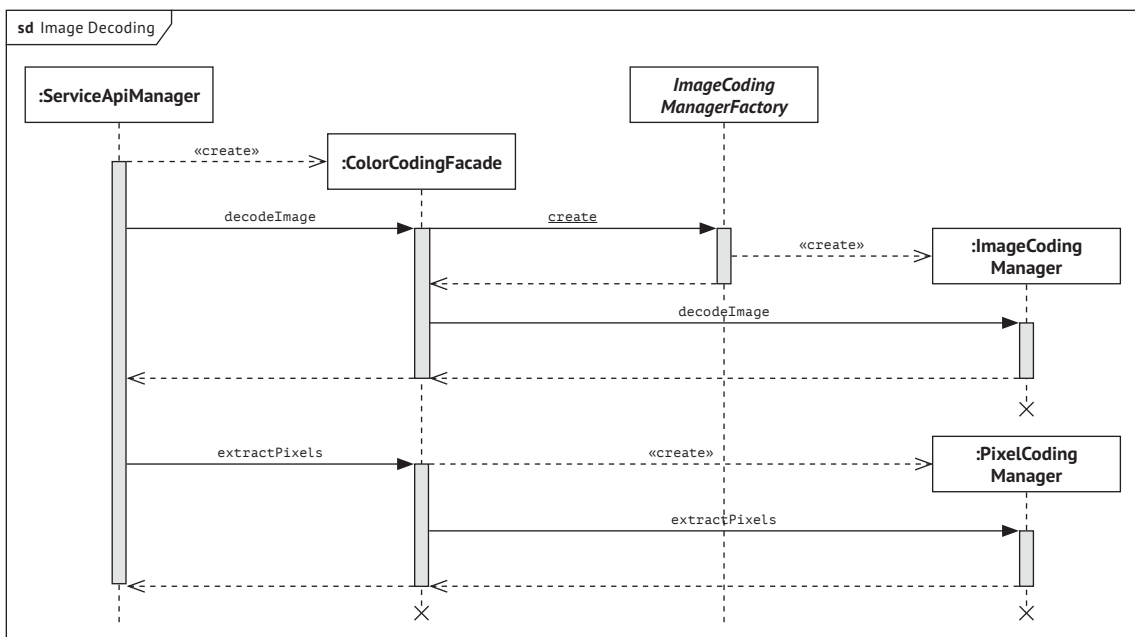 sd Image Decoding
:ServiceApiManager
ImageCoding
ManagerFactory
«create»
:ColorCodingFacade
decodeImage
create
«create»
:ImageCoding
Manager
decodeImage
extractPixels
«create»
:PixelCoding
Manager
extractPixels